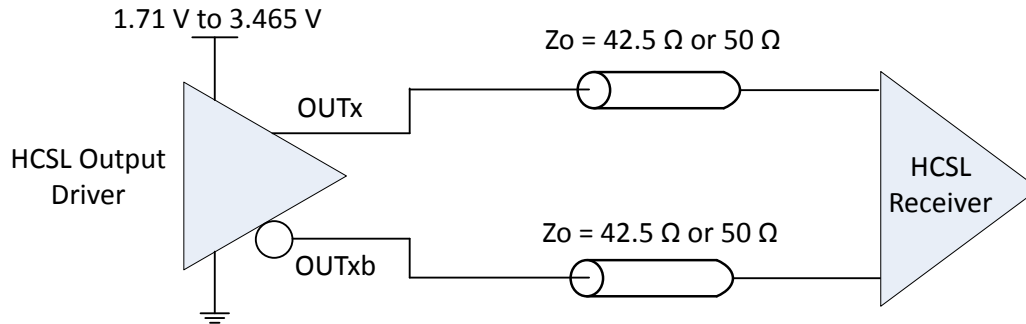 1.71 V to 3.465 V
Zo = 42.5 Ω or 50 Ω
OUTx
HCSL Output
Driver
HCSL
Receiver
Zo = 42.5 Ω or 50 Ω
OUTxb